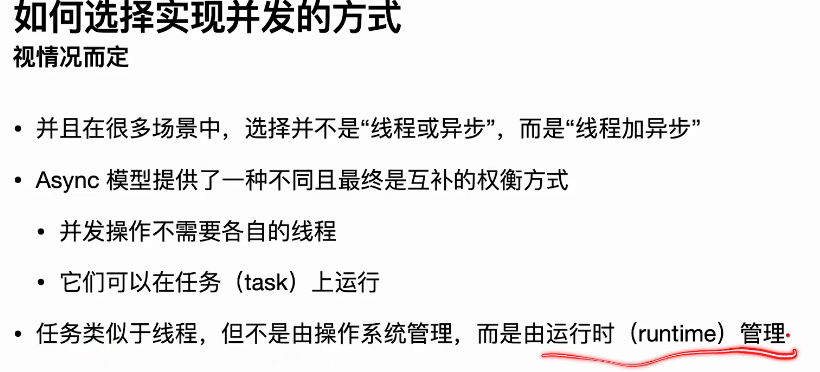 如何选择实现并发的方式
视情况而定
• 并且在很多场景中，选择并不是“线程或异步”，而是“线程加异步”
• Async 模型提供了一种不同且最终是互补的权衡方式
• 并发操作不需要各自的线程
• 它们可以在任务（task）上运行
• 任务类似于线程，但不是由操作系统管理，而是由运行时（runtime）管理